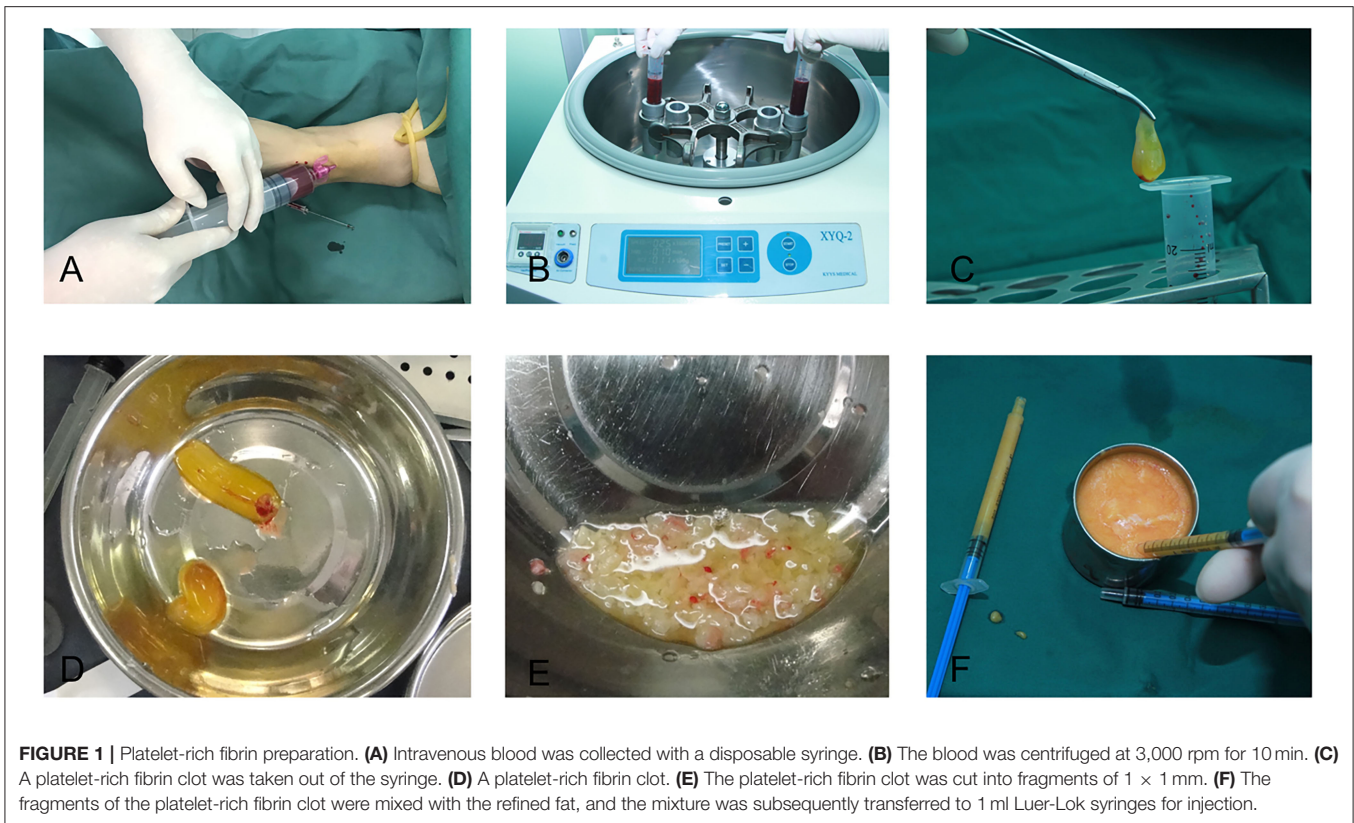 A
B
XYQ-2
C
20
D
E
F
FIGURE 1 | Platelet-rich fibrin preparation. (A) Intravenous blood was collected with a disposable syringe. (B) The blood was centrifuged at 3,000 rpm for 10 min. (C)
A platelet-rich fibrin clot was taken out of the syringe. (D) A platelet-rich fibrin clot. (E) The platelet-rich fibrin clot was cut into fragments of 1 × 1 mm. (F) The
fragments of the platelet-rich fibrin clot were mixed with the refined fat, and the mixture was subsequently transferred to 1 ml Luer-Lok syringes for injection.